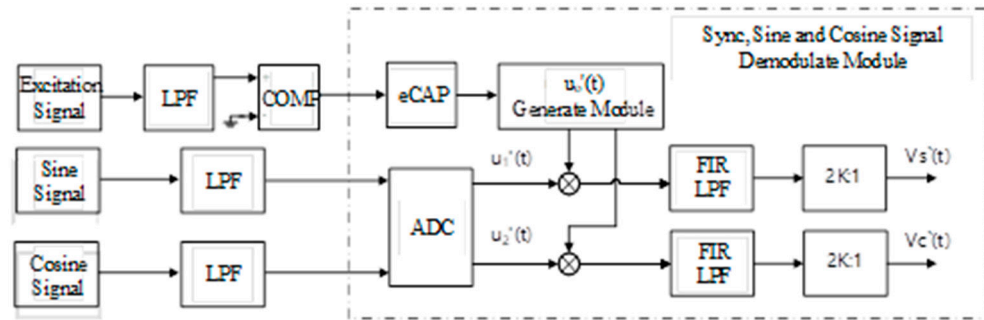 Sync, Sine and Cosine Signal
Demodulate Module
Excitation
Signal
LPF
+
-
COMP
eCAP
u₀'(t)
Generate Module
Sine
Signal
LPF
ADC
u₁'(t)
FIR
LPF
2K:1
Vs'(t)
Cosine
Signal
LPF
u₂'(t)
FIR
LPF
2K:1
Vc'(t)